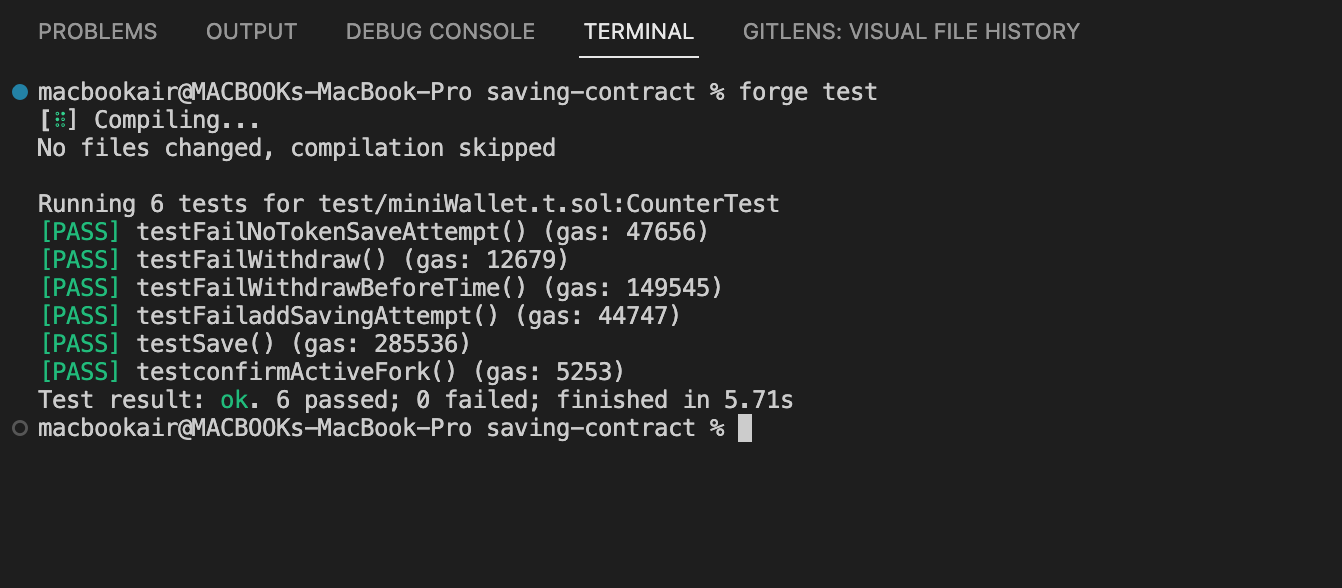 PROBLEMS OUTPUT DEBUG CONSOLE TERMINAL GITLENS: VISUAL FILE HISTORY
macbookair@MACBOOKs-MacBook-Pro saving-contract % forge test
[⠿] Compiling...
No files changed, compilation skipped
Running 6 tests for test/miniWallet.t.sol:CounterTest
[PASS] testFailNoTokenSaveAttempt() (gas: 47656)
[PASS] testFailWithdraw() (gas: 12679)
[PASS] testFailWithdrawBeforeTime() (gas: 149545)
[PASS] testFailaddSavingAttempt() (gas: 44747)
[PASS] testSave() (gas: 285536)
[PASS] testconfirmActiveFork() (gas: 5253)
Test result: ok. 6 passed; 0 failed; finished in 5.71s
macbookair@MACBOOKs-MacBook-Pro saving-contract %